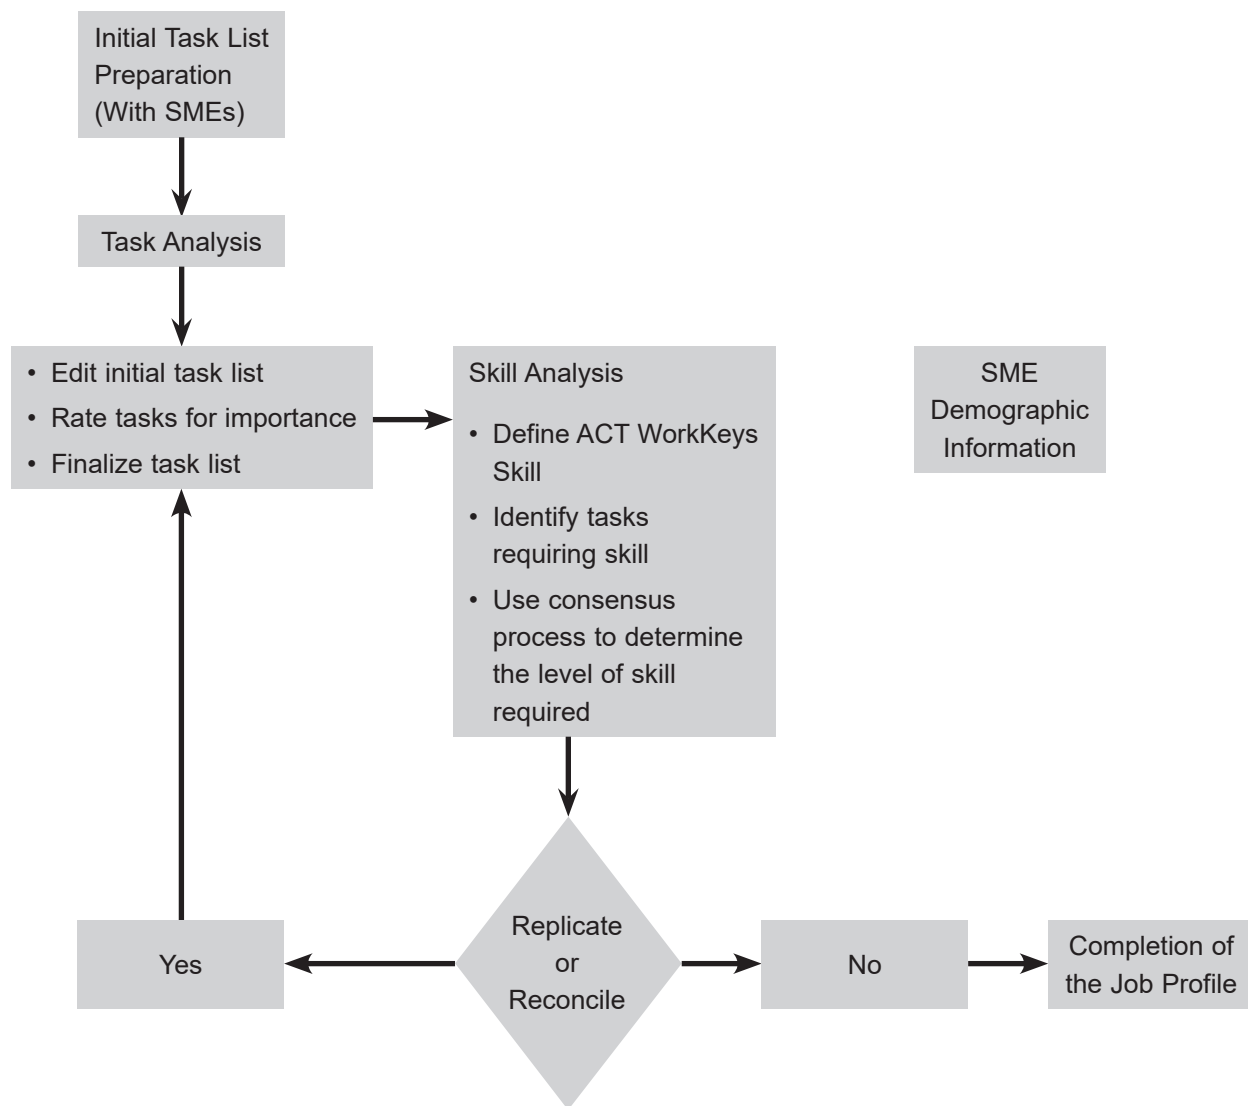 Initial Task List
Preparation
(With SMEs)
Task Analysis
• Edit initial task list
• Rate tasks for importance
• Finalize task list
Skill Analysis
• Define ACT WorkKeys
Skill
• Identify tasks
requiring skill
• Use consensus
process to determine
the level of skill
required
SME
Demographic
Information
Replicate
or
Reconcile
Yes
No
Completion of
the Job Profile